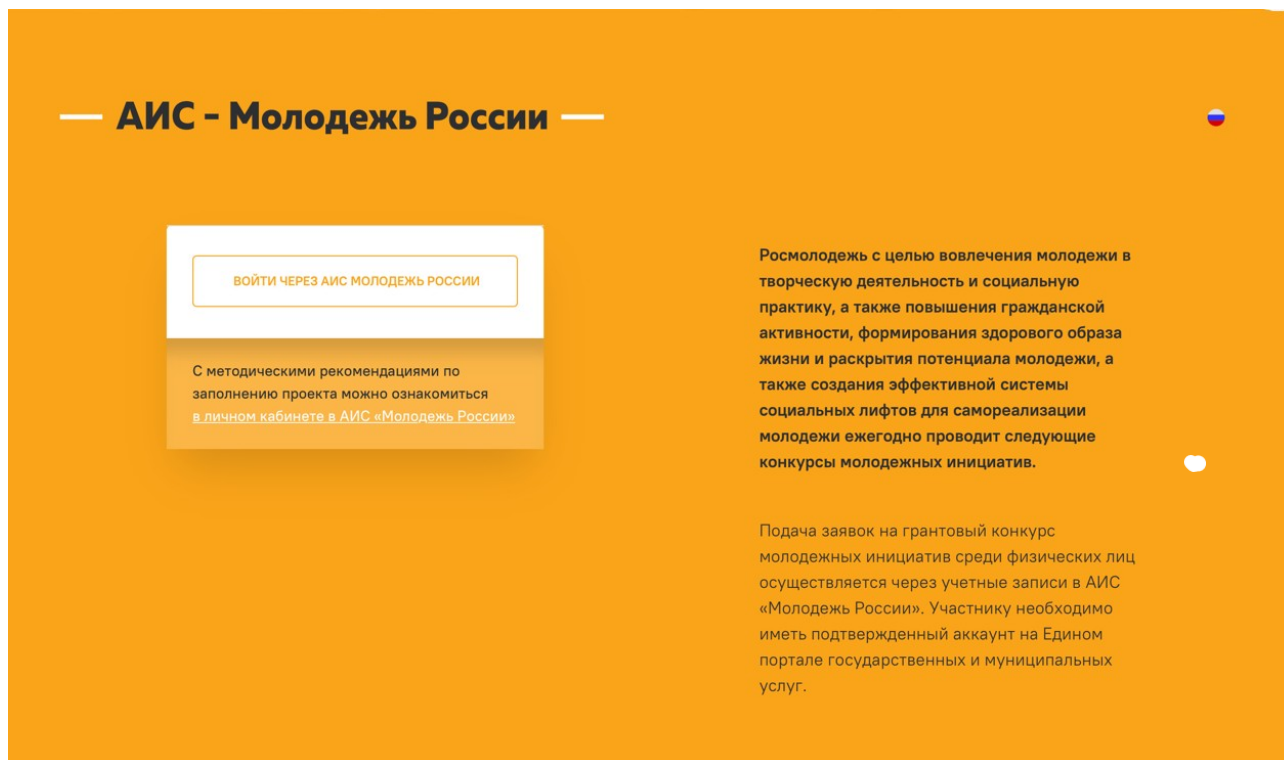 АИС - Молодежь России
ВОЙТИ ЧЕРЕЗ АИС МОЛОДЕЖЬ РОССИИ
С методическими рекомендациями по
заполнению проекта можно ознакомиться
в личном кабинете в АИС «Молодежь России»
Росмолодежь с целью вовлечения молодежи в
творческую деятельность и социальную
практику, а также повышения гражданской
активности, формирования здорового образа
жизни и раскрытия потенциала молодежи, а
также создания эффективной системы
социальных лифтов для самореализации
молодежи ежегодно проводит следующие
конкурсы молодежных инициатив.
Подача заявок на грантовый конкурс
молодежных инициатив среди физических лиц
осуществляется через учетные записи в АИС
«Молодежь России». Участнику необходимо
иметь подтвержденный аккаунт на Едином
портале государственных и муниципальных
услуг.